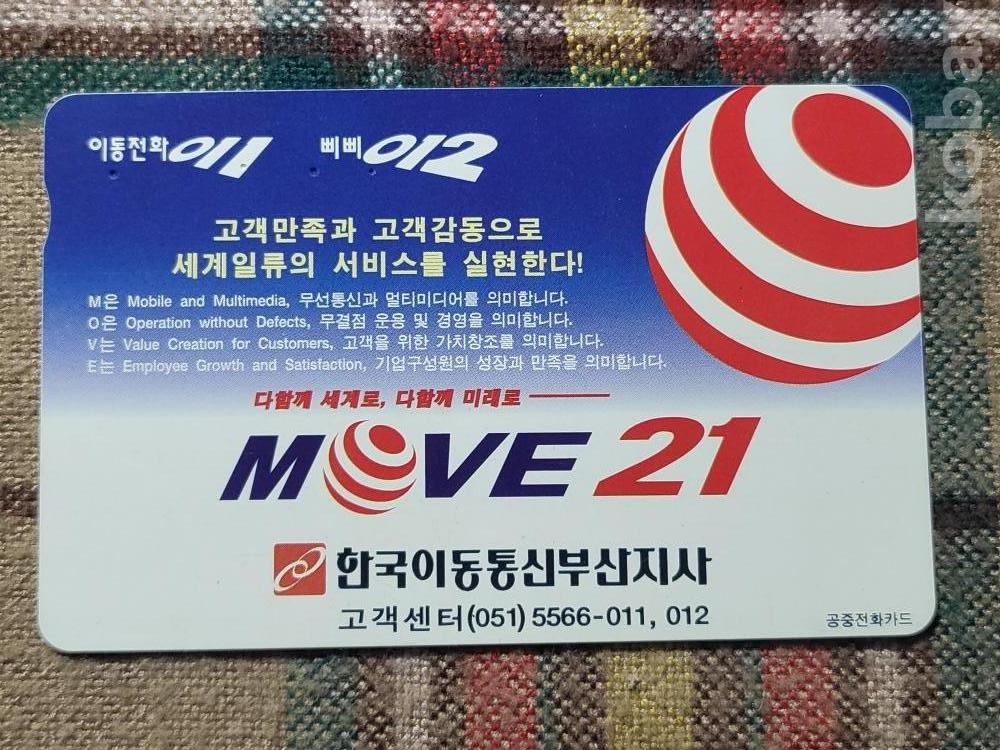 이동전화 011 삐삐 012
고객만족과 고객감동으로
세계일류의 서비스를 실현한다!
M은 Mobile and Multimedia, 무선통신과 멀티미디어를 의미합니다.
O은 Operation without Defects, 무결점 운용 및 경영을 의미합니다.
V는 Value Creation for Customers, 고객을 위한 가치창조를 의미합니다.
E는 Employee Growth and Satisfaction, 기업구성원의 성장과 만족을 의미합니다.
다함께 세계로, 다함께 미래로
MOVE 21
한국이동통신부산지사
고객센터(051) 5566-011, 012
공중전화카드